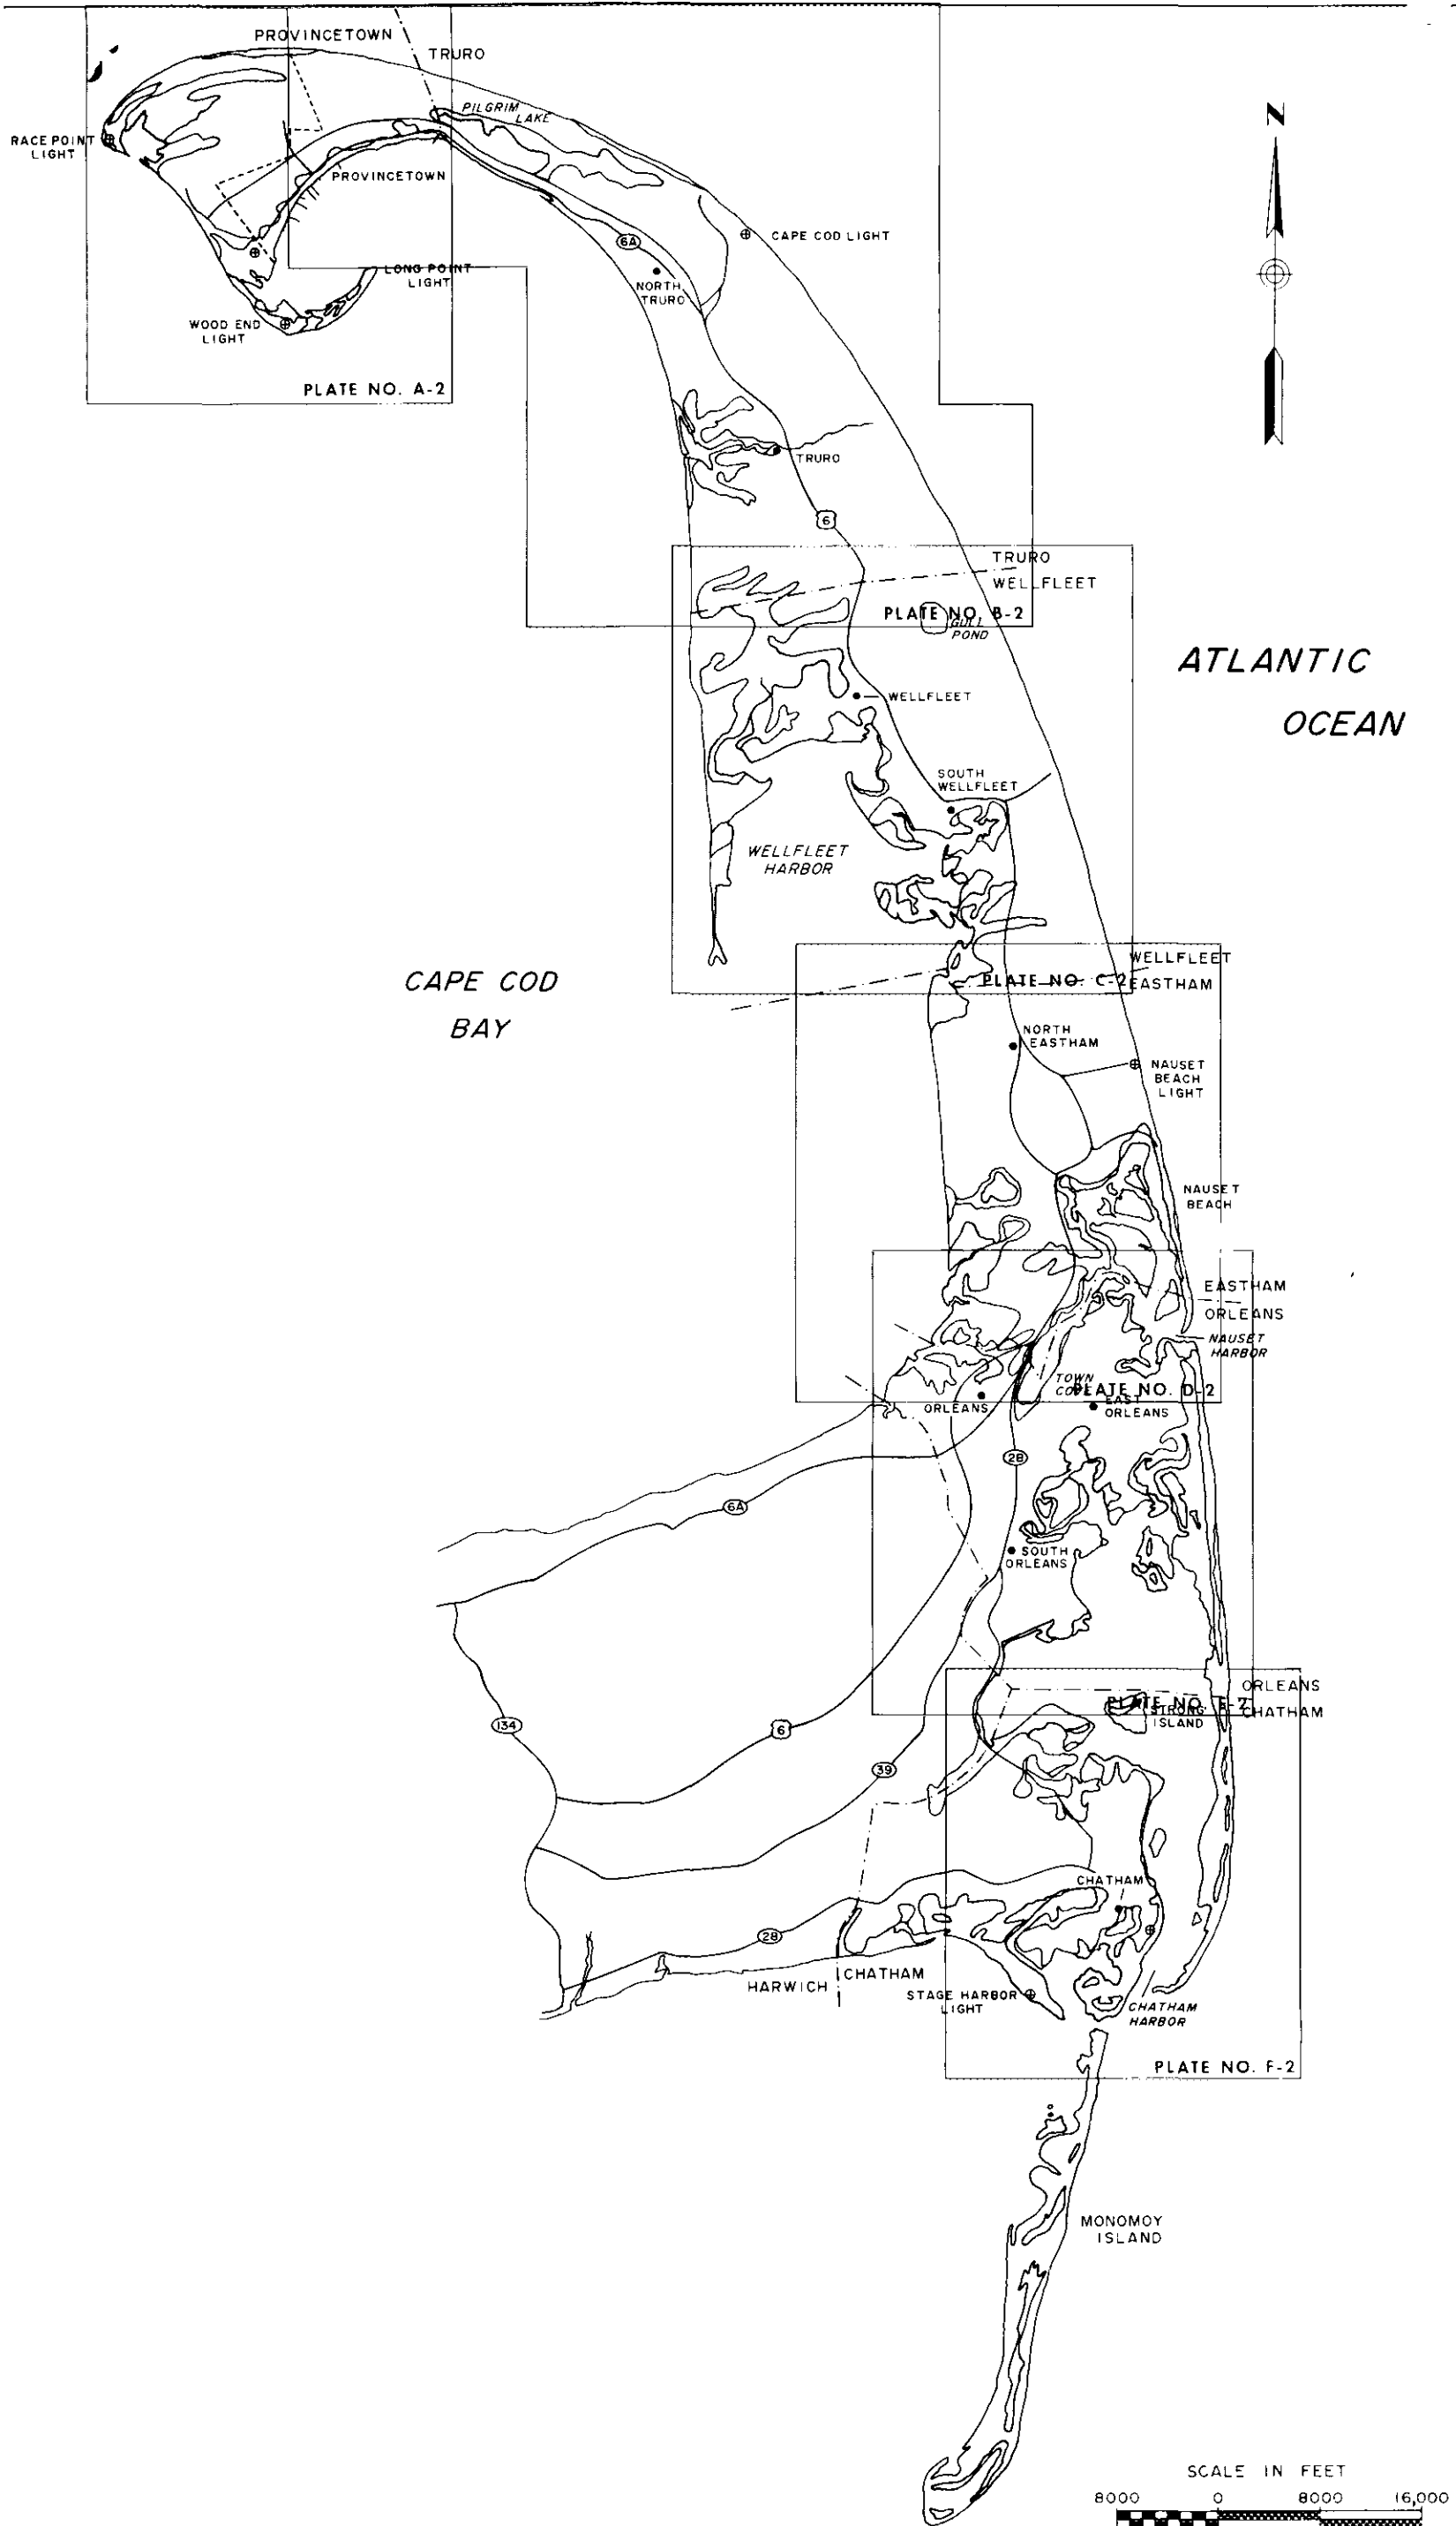 PROVINCETOWN
TRURO
N
PILGRIM
LAKE
RACE POINT
LIGHT
PROVINCETOWN
6A
CAPE COD LIGHT
LONG POINT
LIGHT
NORTH
TRURO
WOOD END
LIGHT
PLATE NO. A-2
TRURO
6
TRURO
WELLFLEET
PLATE NO. B-2
GULL
POND
ATLANTIC
OCEAN
WELLFLEET
SOUTH
WELLFLEET
WELLFLEET
HARBOR
CAPE COD
BAY
WELLFLEET
PLATE NO. C-2
EASTHAM
NORTH
EASTHAM
NAUSET
BEACH
LIGHT
NAUSET
BEACH
EASTHAM
ORLEANS
NAUSET
HARBOR
TOWN
COVE
PLATE NO. D-2
ORLEANS
EAST
ORLEANS
28
6A
SOUTH
ORLEANS
ORLEANS
PLATE NO. E-2
STRONG
ISLAND
CHATHAM
134
6
39
CHATHAM
28
HARWICH
CHATHAM
STAGE HARBOR
LIGHT
CHATHAM
HARBOR
PLATE NO. F-2
MONOMOY
ISLAND
SCALE IN FEET
8000 0 8000 16,000